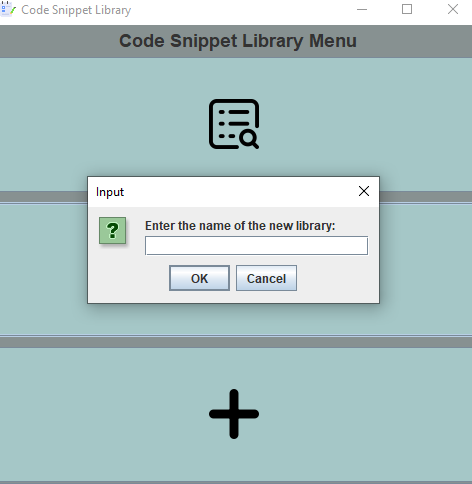 Code Snippet Library
Code Snippet Library Menu
Input
?
Enter the name of the new library:
OK
Cancel